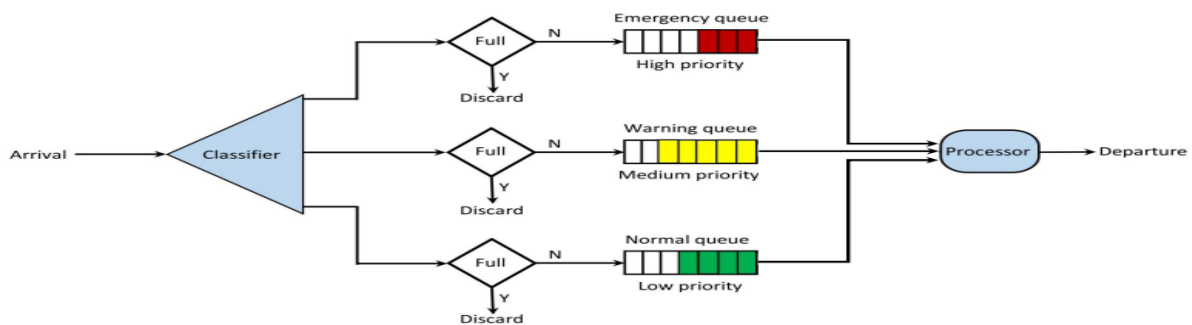 Emergency queue
Full
N
High priority
Y
Discard
Warning queue
Arrival
Classifier
Full
N
Processor
Departure
Medium priority
Y
Discard
Normal queue
Full
N
Low priority
Y
Discard